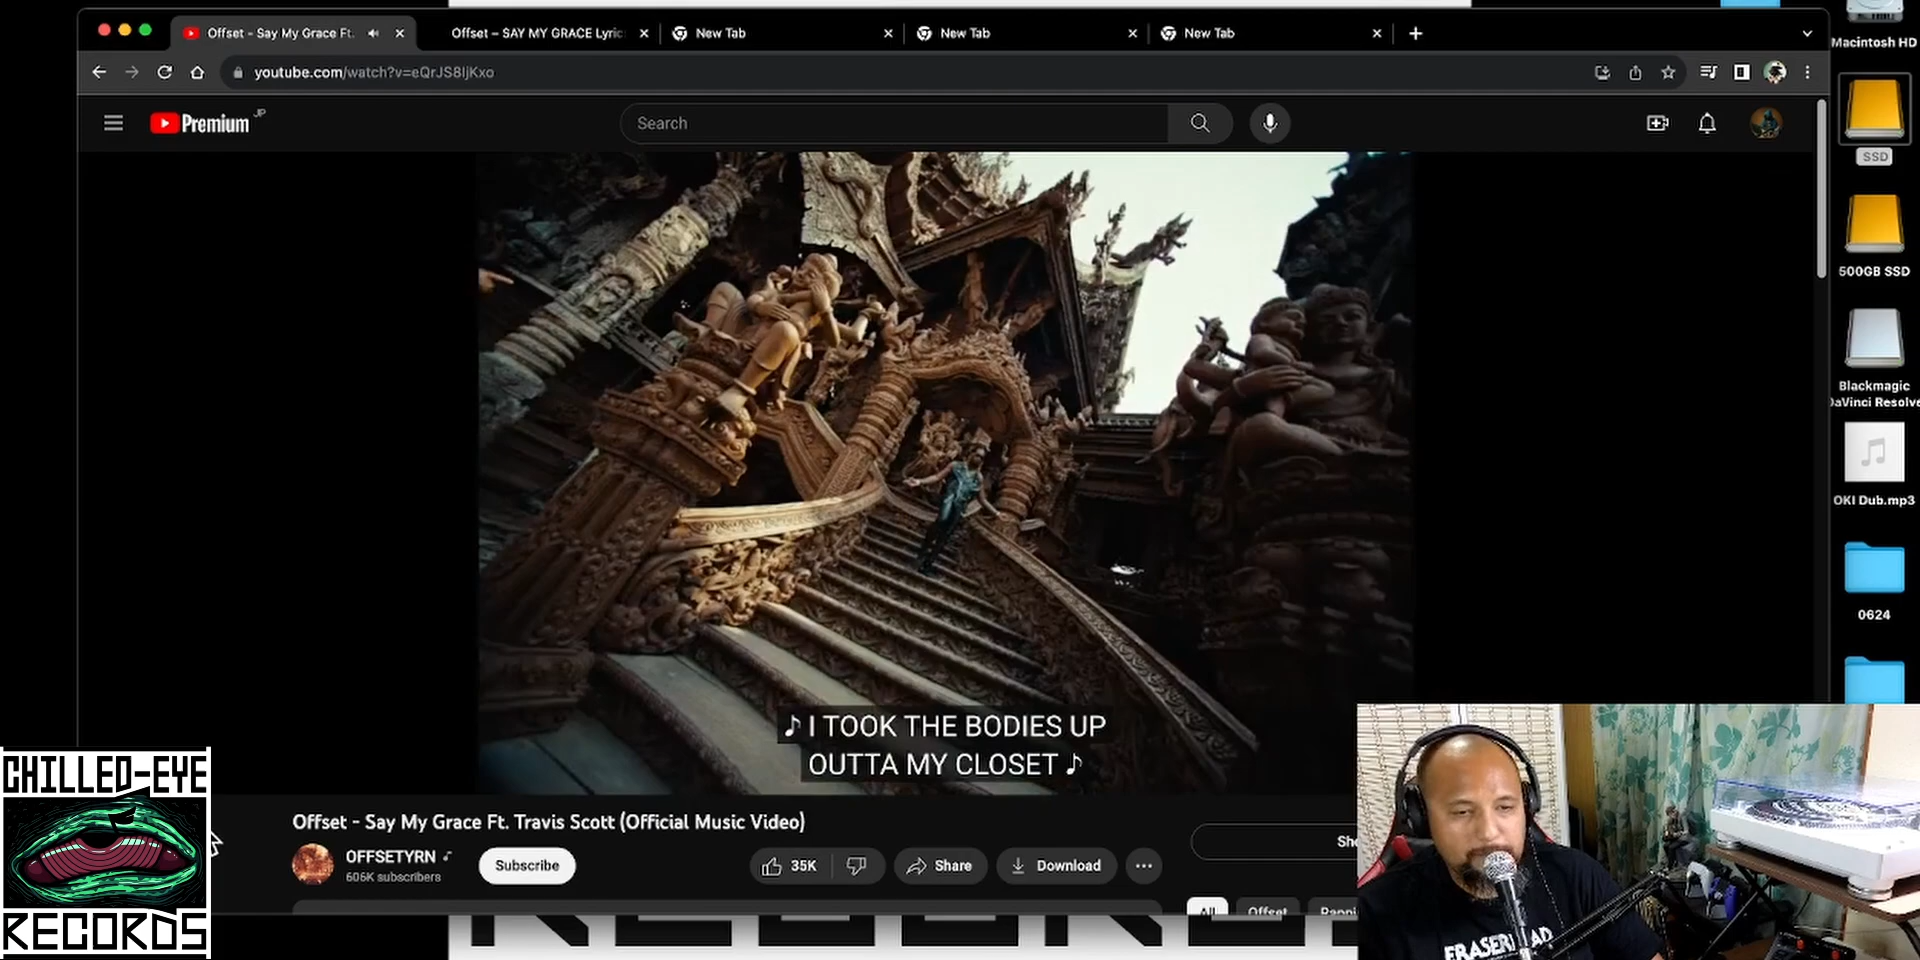 Offset - Say My Grace Ft.
Offset – SAY MY GRACE Lyric
New Tab
New Tab
New Tab
youtube.com/watch?v=eQrJS8IjKxo
Premium JP
Search
♪ I TOOK THE BODIES UP
OUTTA MY CLOSET ♪
Offset - Say My Grace Ft. Travis Scott (Official Music Video)
OFFSETYRN
606K subscribers
Subscribe
35K
Share
Download
All
Offset
Macintosh HD
SSD
500GB SSD
Blackmagic
DaVinci Resolve
OKI Dub.mp3
0624
CHILLED-EYE
RECORDS